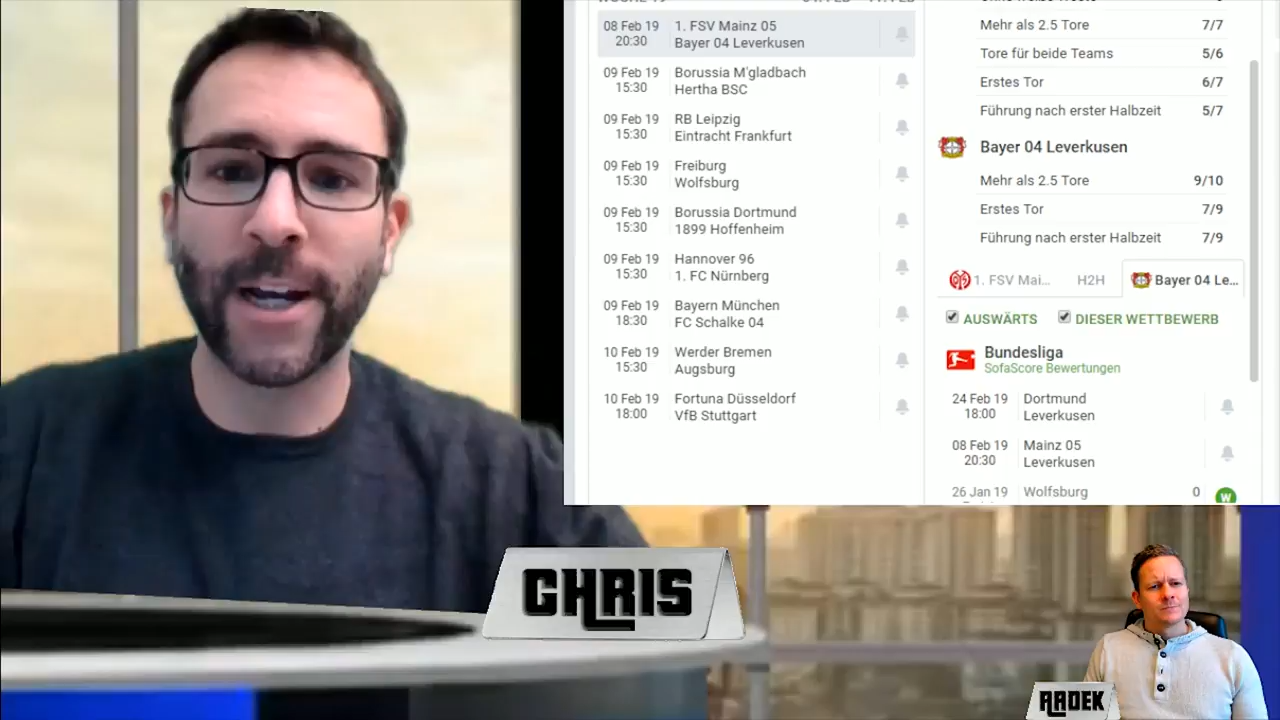 08 Feb 19
20:30
1. FSV Mainz 05
Bayer 04 Leverkusen
09 Feb 19
15:30
Borussia M'gladbach
Hertha BSC
09 Feb 19
15:30
RB Leipzig
Eintracht Frankfurt
09 Feb 19
15:30
Freiburg
Wolfsburg
09 Feb 19
15:30
Borussia Dortmund
1899 Hoffenheim
09 Feb 19
15:30
Hannover 96
1. FC Nürnberg
09 Feb 19
18:30
Bayern München
FC Schalke 04
10 Feb 19
15:30
Werder Bremen
Augsburg
10 Feb 19
18:00
Fortuna Düsseldorf
VfB Stuttgart
Mehr als 2.5 Tore 7/7
Tore für beide Teams 5/6
Erstes Tor 6/7
Führung nach erster Halbzeit 5/7
Bayer 04 Leverkusen
Mehr als 2.5 Tore 9/10
Erstes Tor 7/9
Führung nach erster Halbzeit 7/9
1. FSV Mai... H2H Bayer 04 Le...
AUSWÄRTS DIESER WETTBEWERB
Bundesliga
SofaScore Bewertungen
24 Feb 19
18:00
Dortmund
Leverkusen
08 Feb 19
20:30
Mainz 05
Leverkusen
26 Jan 19 Wolfsburg 0 W
CHRIS
RADEK